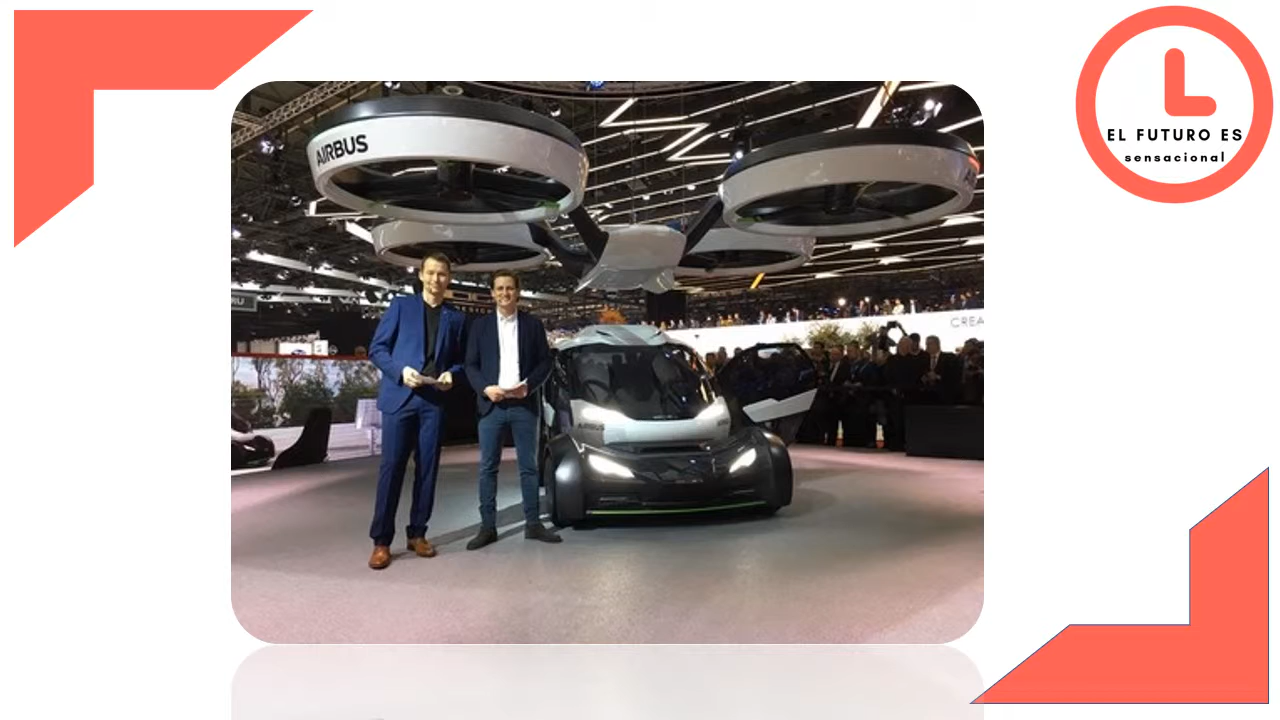 EL FUTURO ES
sensacional
AIRBUS
CREA
AIRBUS